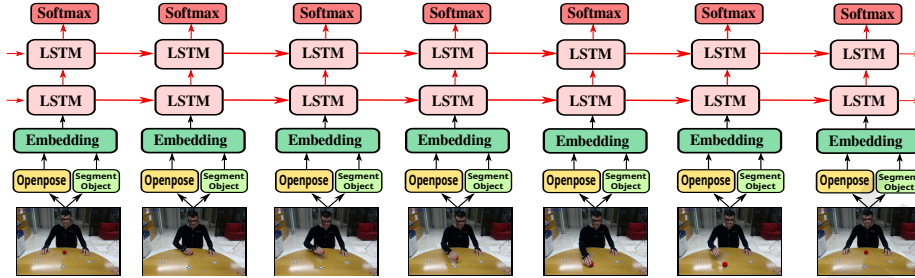 Softmax Softmax Softmax Softmax Softmax Softmax Softmax
LSTM LSTM LSTM LSTM LSTM LSTM LSTM
LSTM LSTM LSTM LSTM LSTM LSTM LSTM
Embedding Embedding Embedding Embedding Embedding Embedding Embedding
Openpose Segment Object Openpose Segment Object Openpose Segment Object Openpose Segment Object Openpose Segment Object Openpose Segment Object Openpose Segment Object